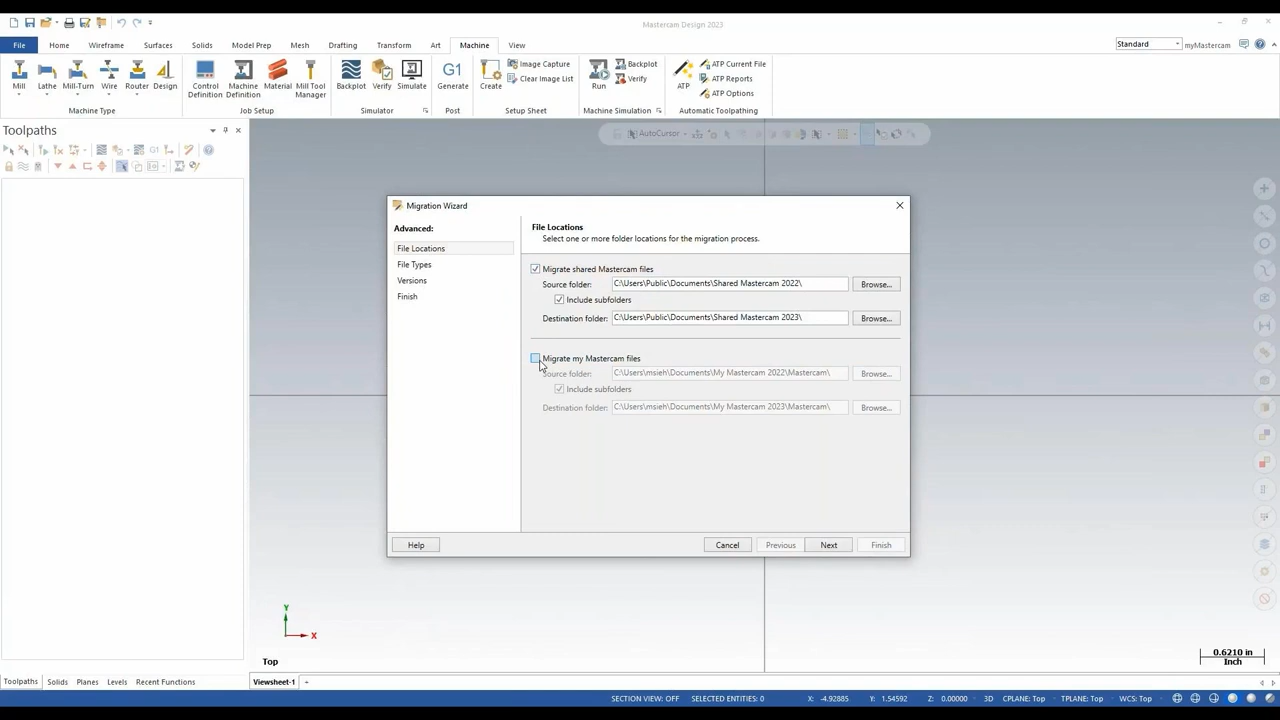 Mastercam Design 2023
File Home Wireframe Surfaces Solids Model Prep Mesh Drafting Transform Art Machine View Standard myMastercam
Mill Lathe Mill-Turn Wire Router Design
Machine Type
Control Definition Machine Definition Material Mill Tool Manager
Job Setup
Backplot Verify Simulate
Simulator
G1 Generate
Post
Create Image Capture Clear Image List
Setup Sheet
Run Backplot Verify
Machine Simulation
ATP ATP Current File ATP Reports ATP Options
Automatic Toolpathing
Toolpaths
G1
AutoCursor
Migration Wizard
Advanced:
File Locations
File Types
Versions
Finish
File Locations
Select one or more folder locations for the migration process.
Migrate shared Mastercam files
Source folder: C:\Users\Public\Documents\Shared Mastercam 2022\ Browse...
Include subfolders
Destination folder: C:\Users\Public\Documents\Shared Mastercam 2023\ Browse...
Migrate my Mastercam files
Source folder: C:\Users\msieh\Documents\My Mastercam 2022\Mastercam\ Browse...
Include subfolders
Destination folder: C:\Users\msieh\Documents\My Mastercam 2023\Mastercam\ Browse...
Help Cancel Previous Next Finish
Y
X
Top
0.6210 in
Inch
Toolpaths Solids Planes Levels Recent Functions Viewsheet-1 +
SECTION VIEW: OFF SELECTED ENTITIES: 0 X: -4.92885 Y: 1.54592 Z: 0.00000 3D CPLANE: Top TPLANE: Top WCS: Top